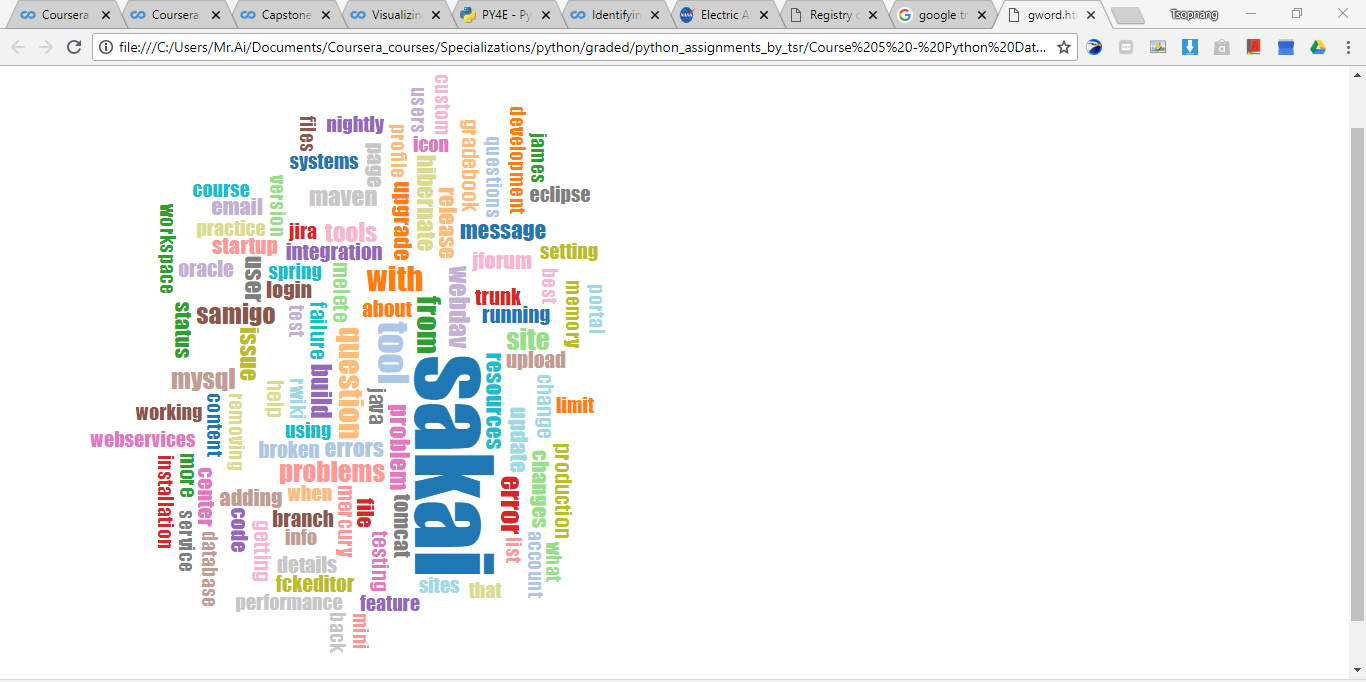 Coursera
Coursera
Capstone
Visualizin
PY4E - Py
Identifyin
Electric A
Registry
google tr
gword.ht
Tsopnang
file:///C:/Users/Mr.Ai/Documents/Coursera_courses/Specializations/python/graded/python_assignments_by_tsr/Course%205%20-%20Python%20Dat...
custom
users
development
files
nightly
profile
gradebook
james
icon
questions
page
systems
hibernate
version
course
upgrade
release
eclipse
maven
email
workspace
practice
jira
tools
message
startup
integration
setting
oracle
user
spring
melete
with
webdav
jforum
best
memory
portal
login
trunk
samigo
test
failure
about
from
running
status
issue
question
tool
site
upload
sakai
resources
mysql
help
rwiki
build
java
change
working
content
removing
problem
update
limit
webservices
using
broken
errors
changes
production
installation
more
center
problems
error
adding
when
mercury
file
tomcat
service
code
branch
getting
info
testing
list
account
what
database
details
fckeditor
sites
that
performance
feature
back
mini